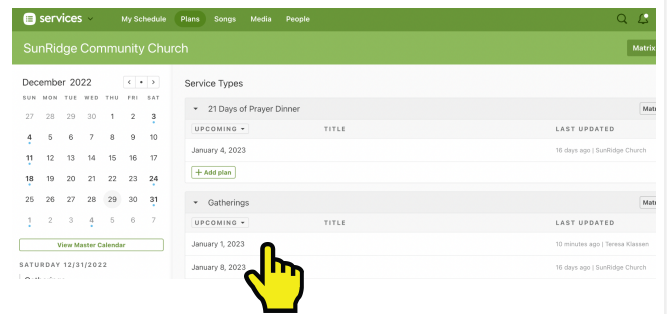 services My Schedule Plans Songs Media People
SunRidge Community Church
Matrix
December 2022
SUN MON TUE WED THU FRI SAT
27 28 29 30 1 2 3
4 5 6 7 8 9 10
11 12 13 14 15 16 17
18 19 20 21 22 23 24
25 26 27 28 29 30 31
1 2 3 4 5 6 7
View Master Calendar
SATURDAY 12/31/2022
Service Types
21 Days of Prayer Dinner
UPCOMING TITLE LAST UPDATED
January 4, 2023 16 days ago | SunRidge Church
+ Add plan
Gatherings
UPCOMING TITLE LAST UPDATED
January 1, 2023 10 minutes ago | Teresa Klassen
January 8, 2023 16 days ago | SunRidge Church